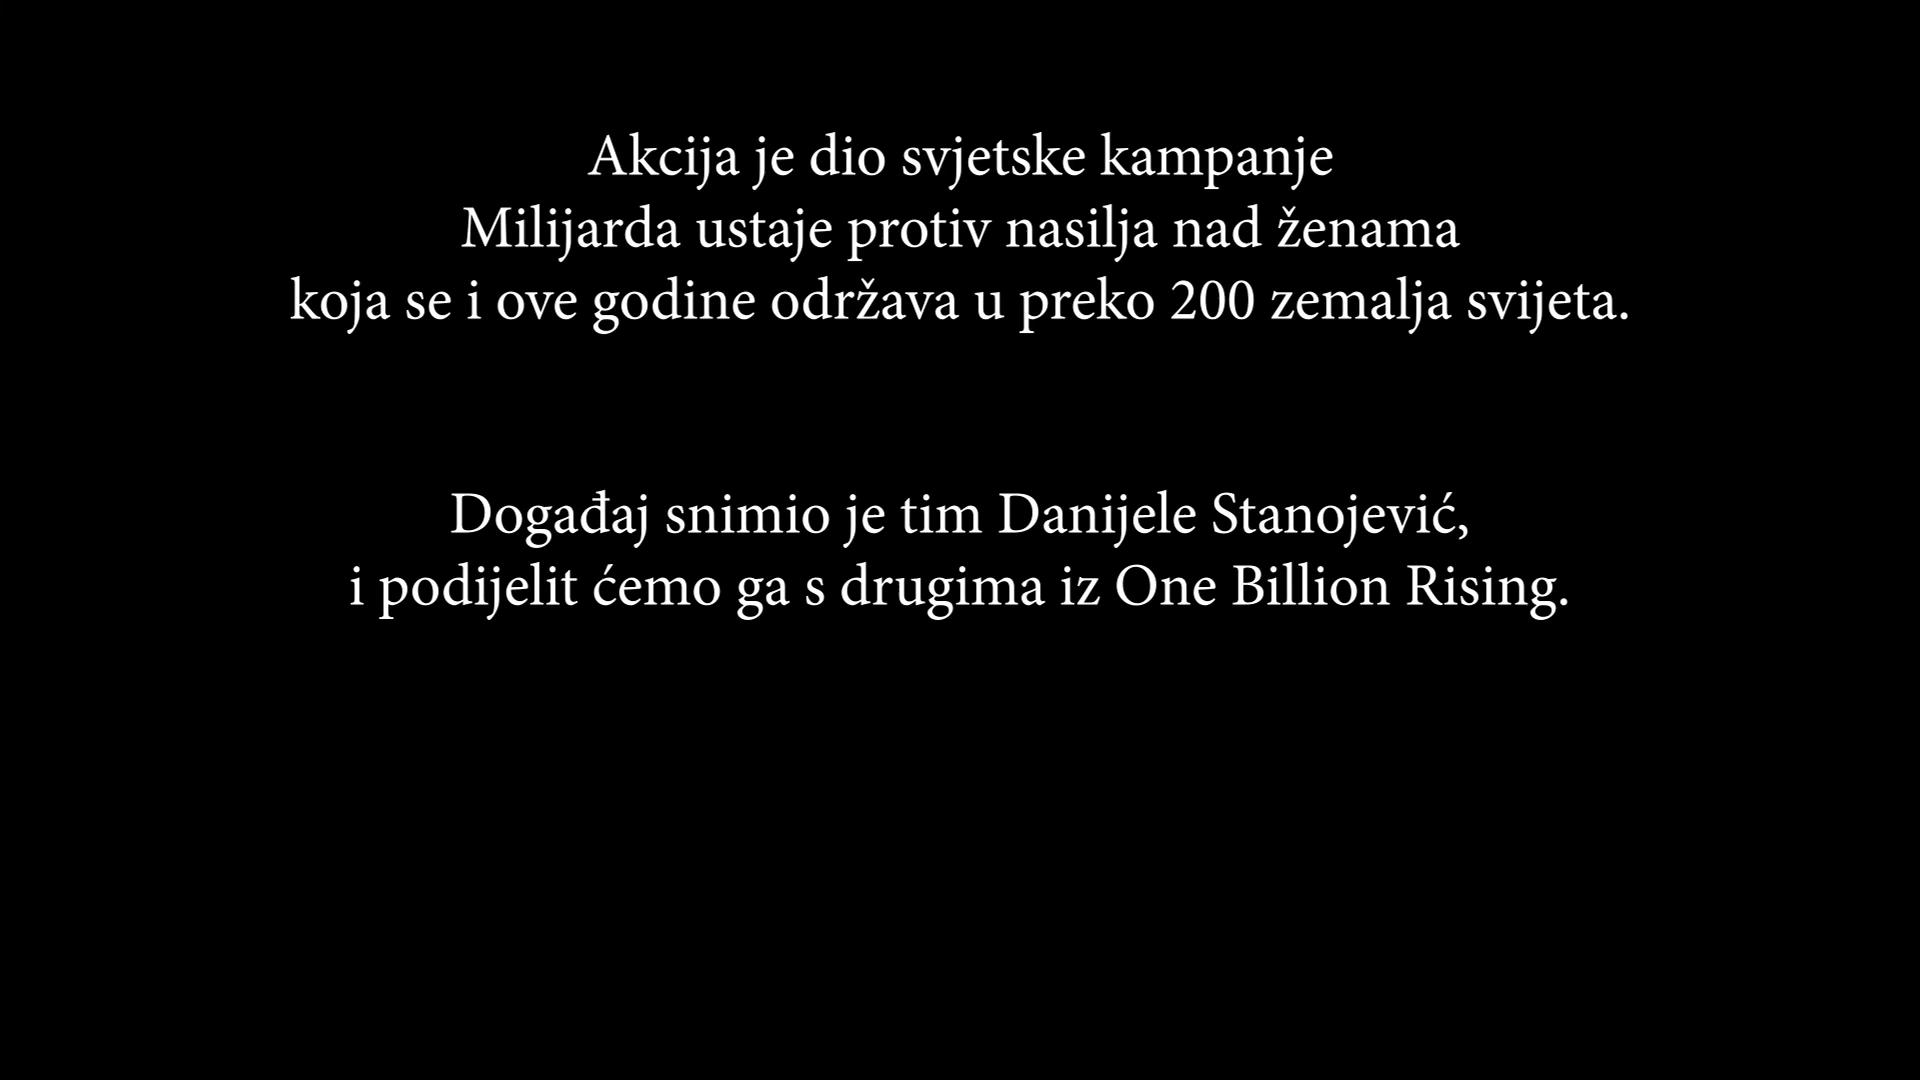 Akcija je dio svjetske kampanje
Milijarda ustaje protiv nasilja nad ženama
koja se i ove godine održava u preko 200 zemalja svijeta.
Događaj snimio je tim Danijele Stanojević,
i podijelit ćemo ga s drugima iz One Billion Rising.